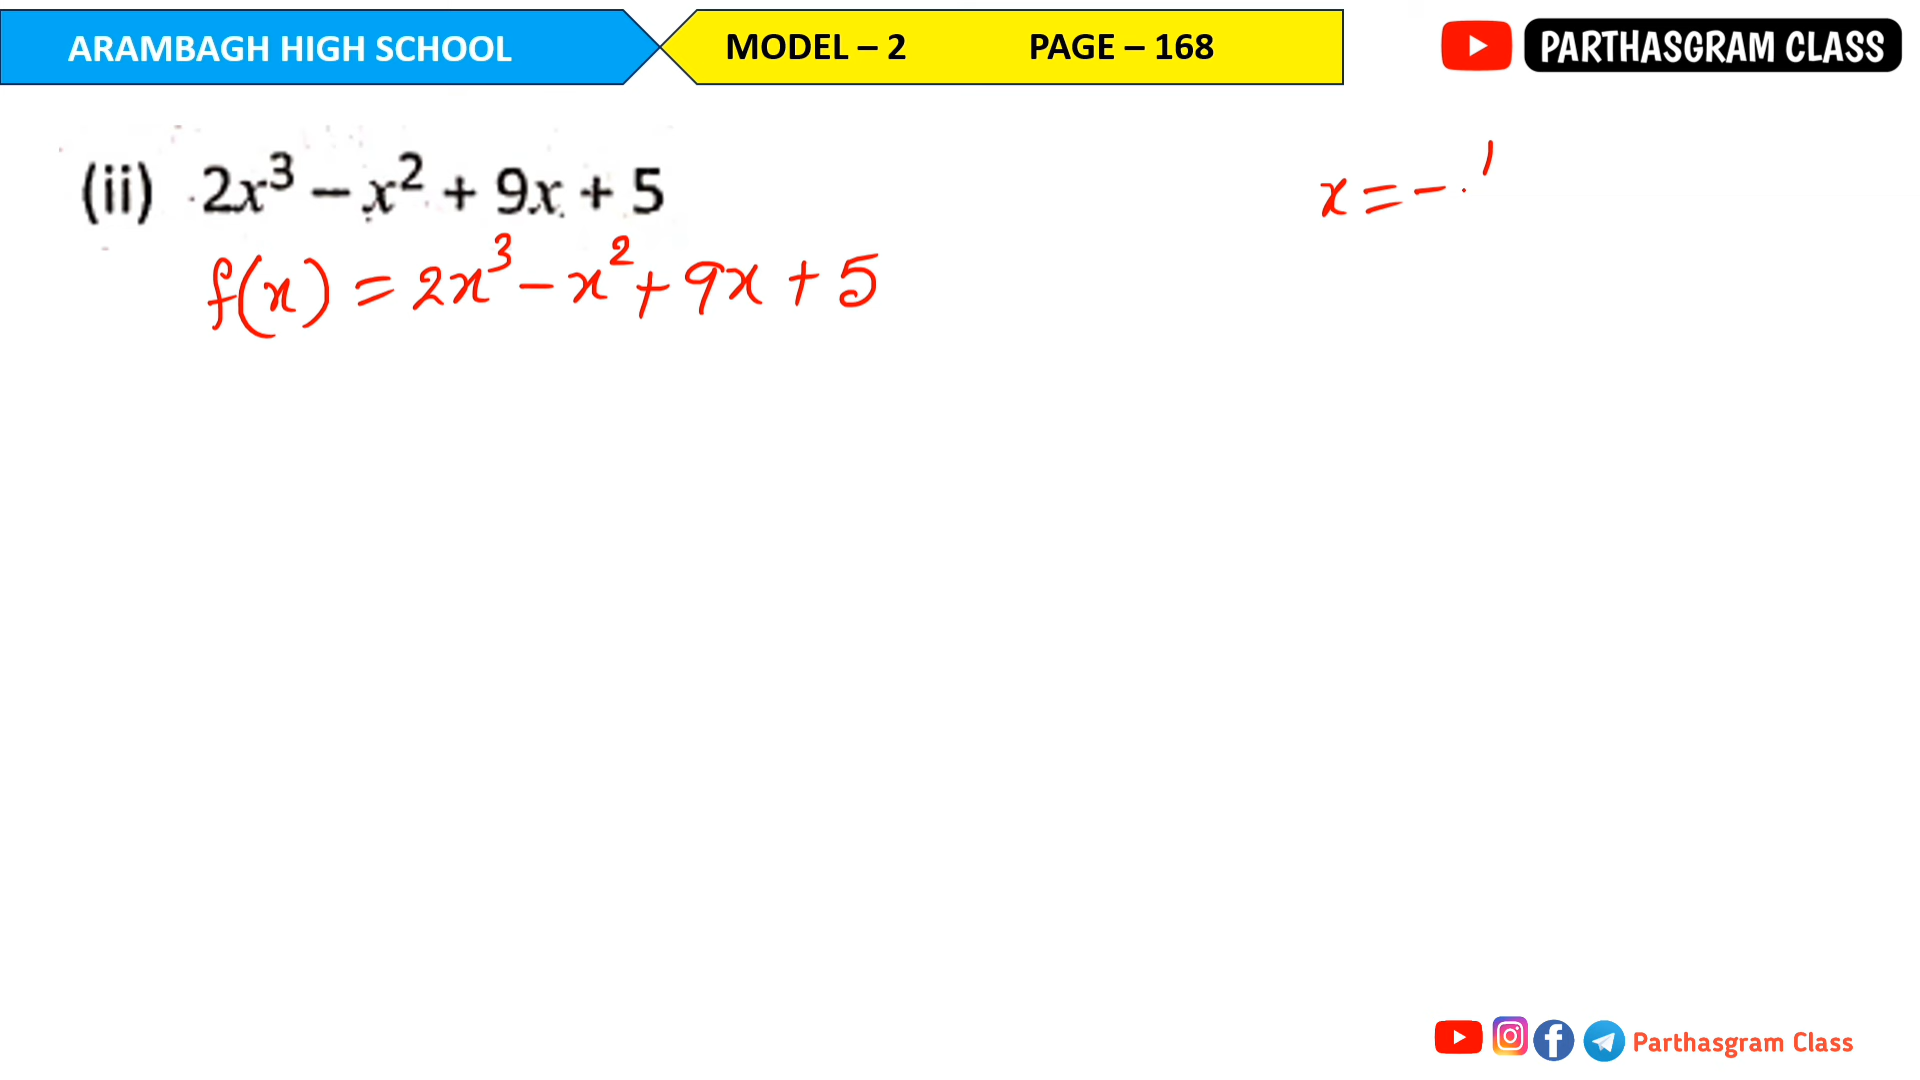 ARAMBAGH HIGH SCHOOL
MODEL – 2 PAGE – 168
PARTHASGRAM CLASS
(ii) 2x³ – x² + 9x + 5
x = - 1
f(x) = 2x³ - x² + 9x + 5
Parthasgram Class